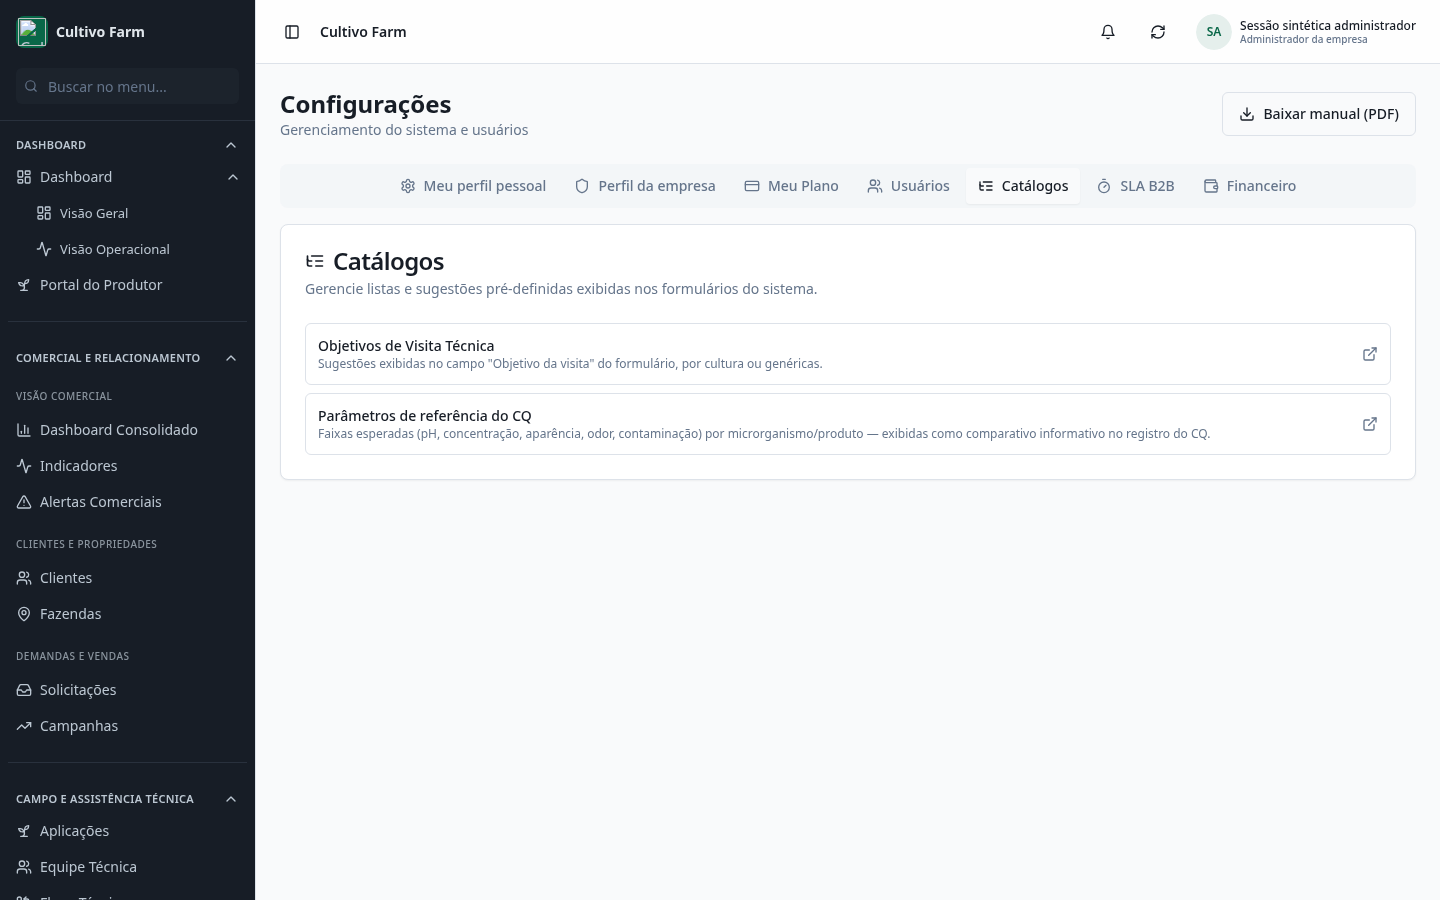 Cultivo Farm
Buscar no menu...
DASHBOARD
Dashboard
Visão Geral
Visão Operacional
Portal do Produtor
COMERCIAL E RELACIONAMENTO
VISÃO COMERCIAL
Dashboard Consolidado
Indicadores
Alertas Comerciais
CLIENTES E PROPRIEDADES
Clientes
Fazendas
DEMANDAS E VENDAS
Solicitações
Campanhas
CAMPO E ASSISTÊNCIA TÉCNICA
Aplicações
Equipe Técnica
Cultivo Farm
SA
Sessão sintética administrador
Administrador da empresa
Configurações
Gerenciamento do sistema e usuários
Baixar manual (PDF)
Meu perfil pessoal
Perfil da empresa
Meu Plano
Usuários
Catálogos
SLA B2B
Financeiro
Catálogos
Gerencie listas e sugestões pré-definidas exibidas nos formulários do sistema.
Objetivos de Visita Técnica
Sugestões exibidas no campo "Objetivo da visita" do formulário, por cultura ou genéricas.
Parâmetros de referência do CQ
Faixas esperadas (pH, concentração, aparência, odor, contaminação) por microrganismo/produto — exibidas como comparativo informativo no registro do CQ.